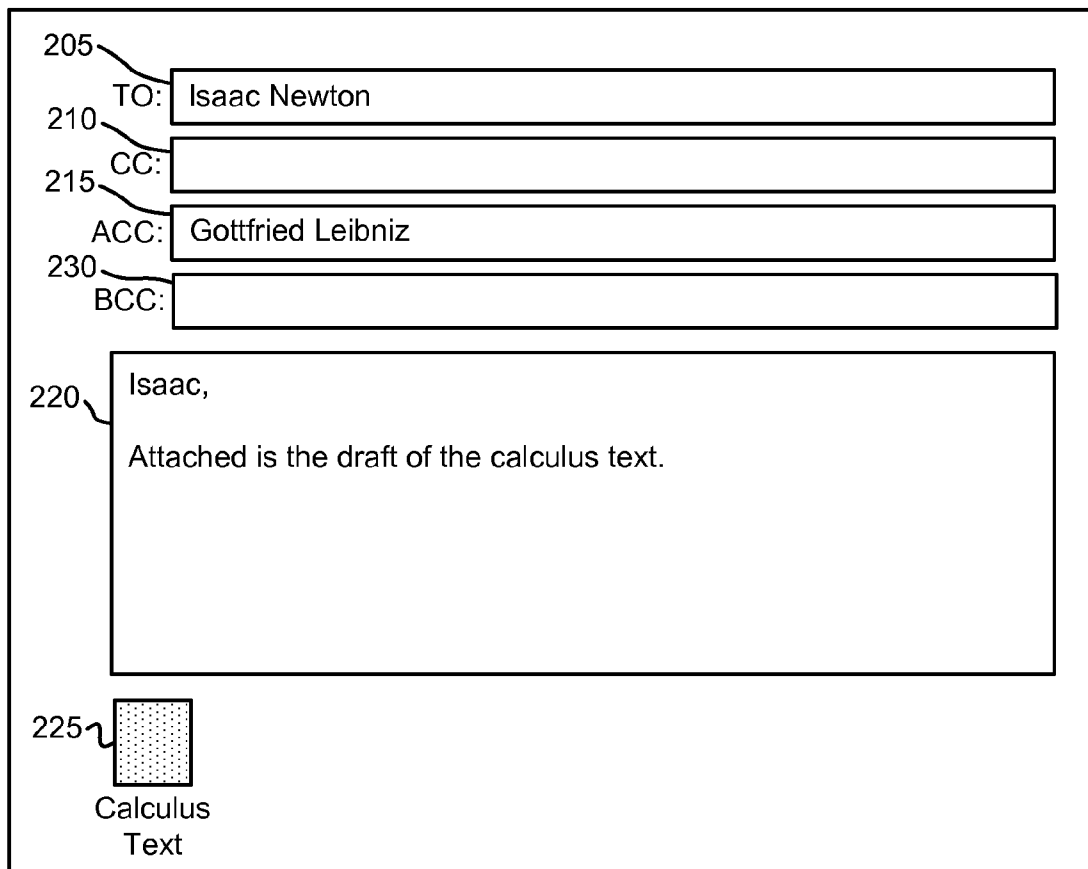 205
TO: Isaac Newton
210
CC:
215
ACC: Gottfried Leibniz
230
BCC:
220
Isaac,
Attached is the draft of the calculus text.
225
Calculus
Text